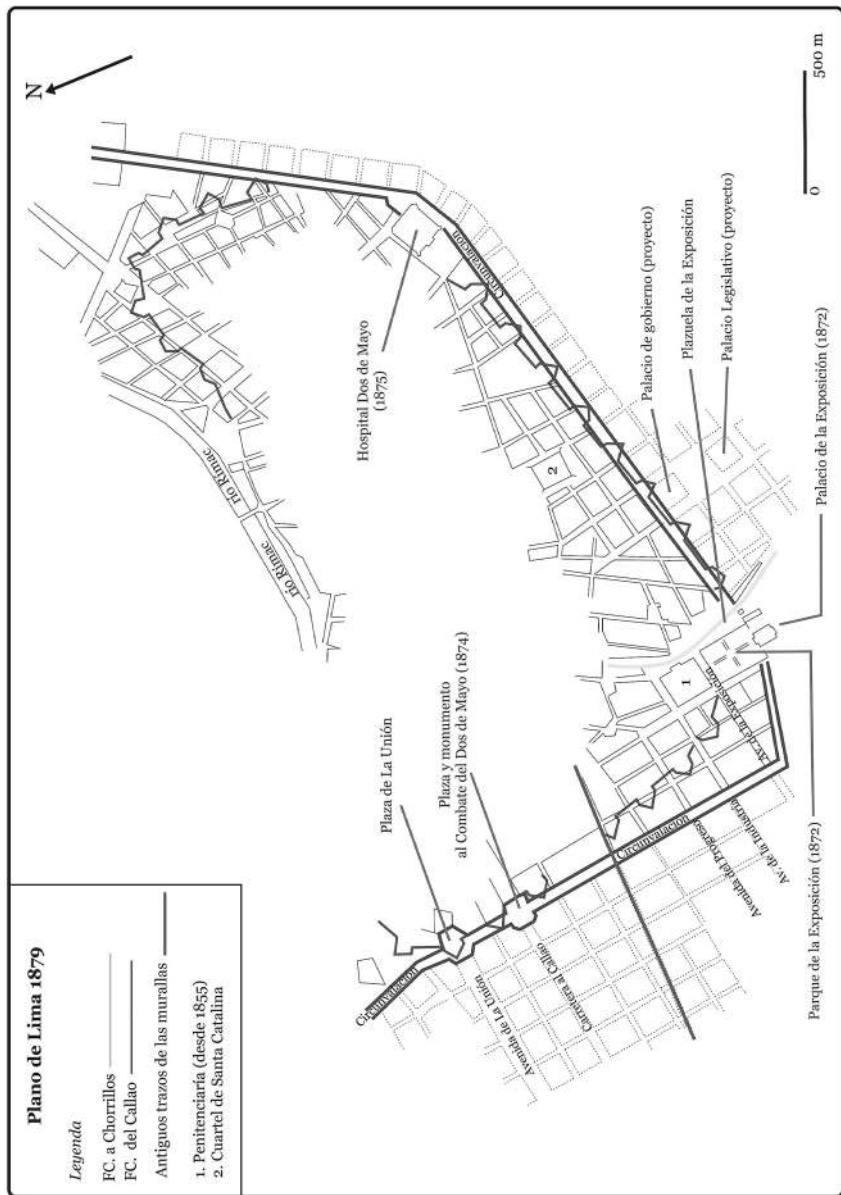 Plano de Lima 1879
Leyenda
FC. a Chorrillos
FC. del Callao
Antiguos trazos de las murallas
1. Penitenciaría (desde 1855)
2. Cuartel de Santa Catalina
N
río Rímac
río Rímac
Hospital Dos de Mayo
(1875)
Circunvalación
2
Plaza de La Unión
Plaza y monumento
al Combate del Dos de Mayo (1874)
Circunvalación
Avenida de La Unión
Carretera al Callao
Circunvalación
Avenida del Progreso
Av. de la Industria
Av. de la Exposición
1
Palacio de gobierno (proyecto)
Plazuela de la Exposición
Palacio Legislativo (proyecto)
Palacio de la Exposición (1872)
Parque de la Exposición (1872)
0
500 m